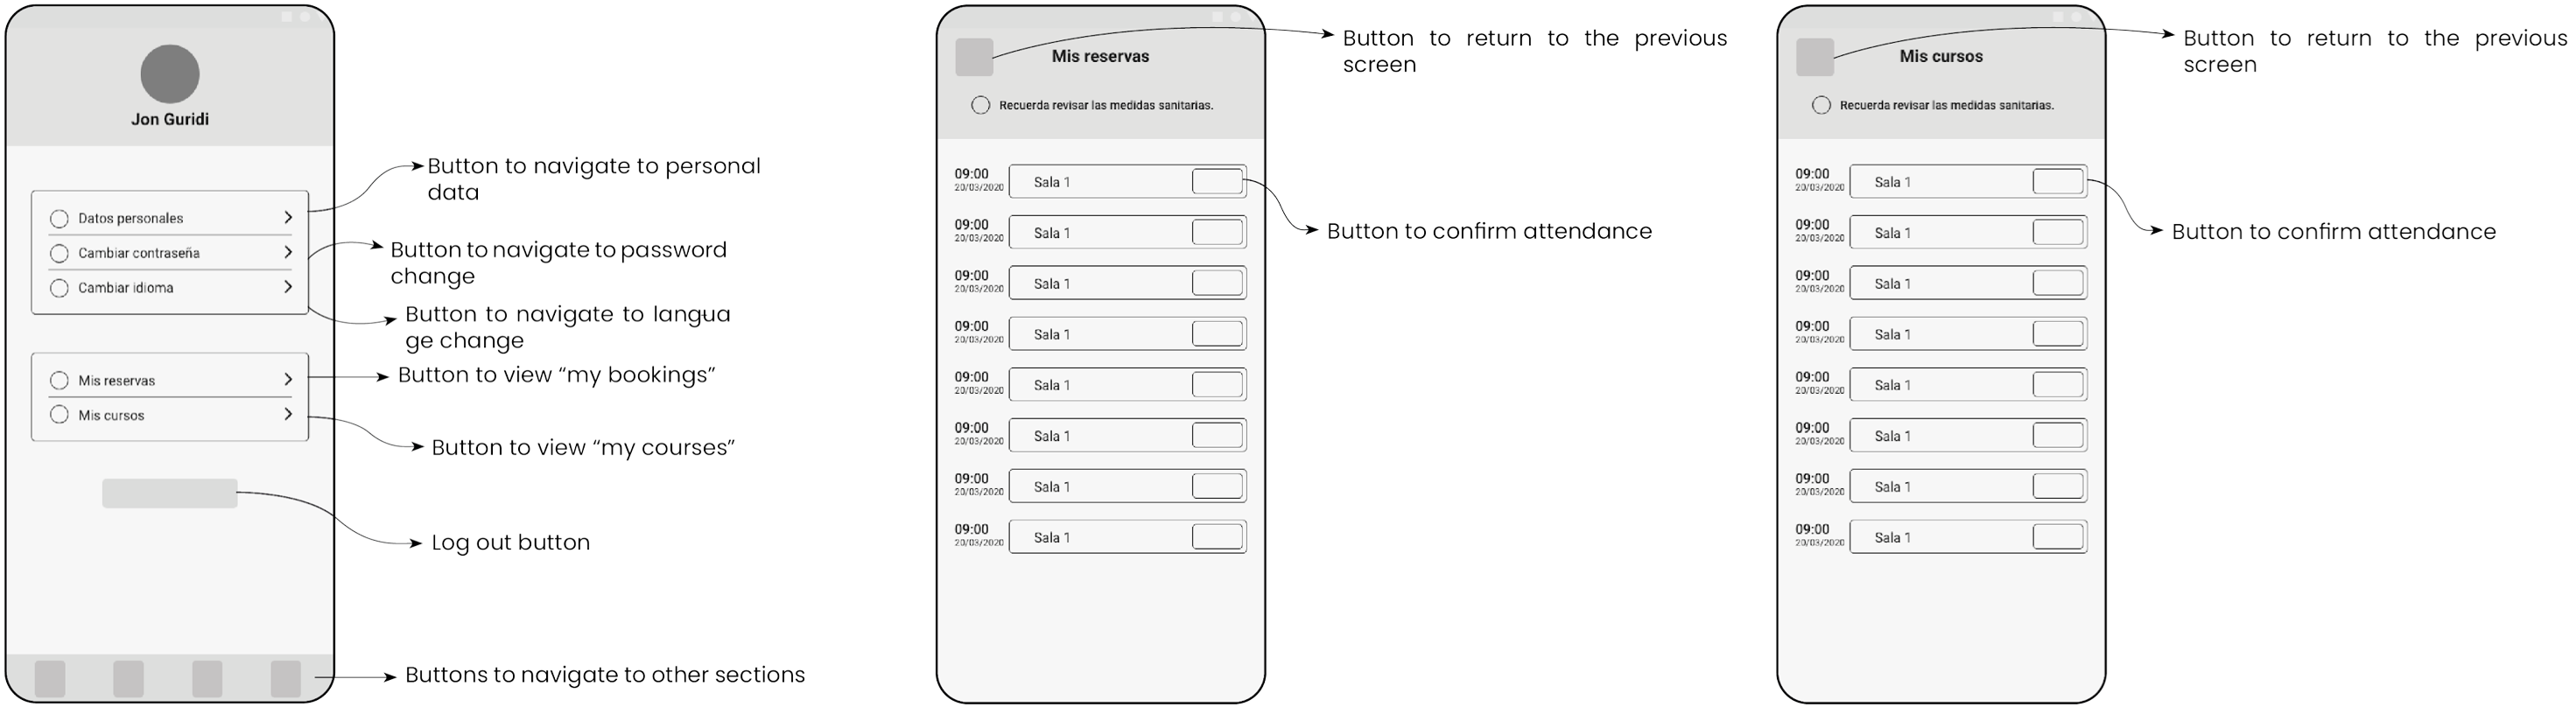 Jon Guridi
Button to navigate to personal
data
Datos personales
Cambiar contraseña
Cambiar idioma
Button to navigate to password
change
Button to navigate to langua
ge change
Mis reservas
Mis cursos
Button to view “my bookings”
Button to view “my courses”
Log out button
Buttons to navigate to other sections
Mis reservas
Recuerda revisar las medidas sanitarias.
Button to return to the previous
screen
09:00
20/03/2020
Sala 1
09:00
20/03/2020
Sala 1
09:00
20/03/2020
Sala 1
09:00
20/03/2020
Sala 1
09:00
20/03/2020
Sala 1
09:00
20/03/2020
Sala 1
09:00
20/03/2020
Sala 1
09:00
20/03/2020
Sala 1
Button to confirm attendance
Mis cursos
Recuerda revisar las medidas sanitarias.
Button to return to the previous
screen
09:00
20/03/2020
Sala 1
09:00
20/03/2020
Sala 1
09:00
20/03/2020
Sala 1
09:00
20/03/2020
Sala 1
09:00
20/03/2020
Sala 1
09:00
20/03/2020
Sala 1
09:00
20/03/2020
Sala 1
09:00
20/03/2020
Sala 1
Button to confirm attendance